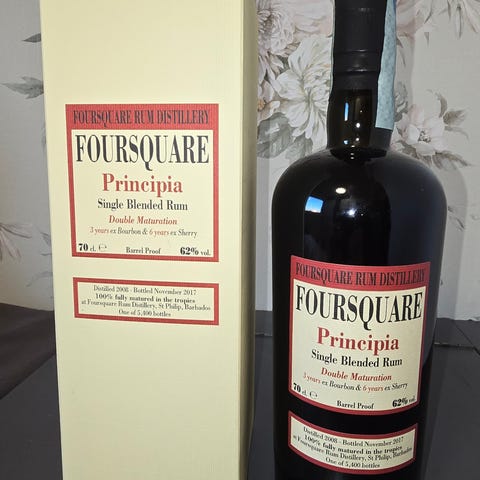 FOURSQUARE RUM DISTILLERY
FOURSQUARE
Principia
Single Blended Rum
Double Maturation
3 years ex Bourbon & 6 years ex Sherry
70 cl. ℮ Barrel Proof 62% vol.
Distilled 2008 - Bottled November 2017
100% fully matured in the tropics
at Foursquare Rum Distillery, St Philip, Barbados
One of 5,400 bottles
FOURSQUARE RUM DISTILLERY
FOURSQUARE
Principia
Single Blended Rum
Double Maturation
3 years ex Bourbon & 6 years ex Sherry
70 cl. ℮ Barrel Proof 62% vol.
Distilled 2008 - Bottled November 2017
100% fully matured in the tropics
at Foursquare Rum Distillery, St Philip, Barbados
One of 5,400 bottles